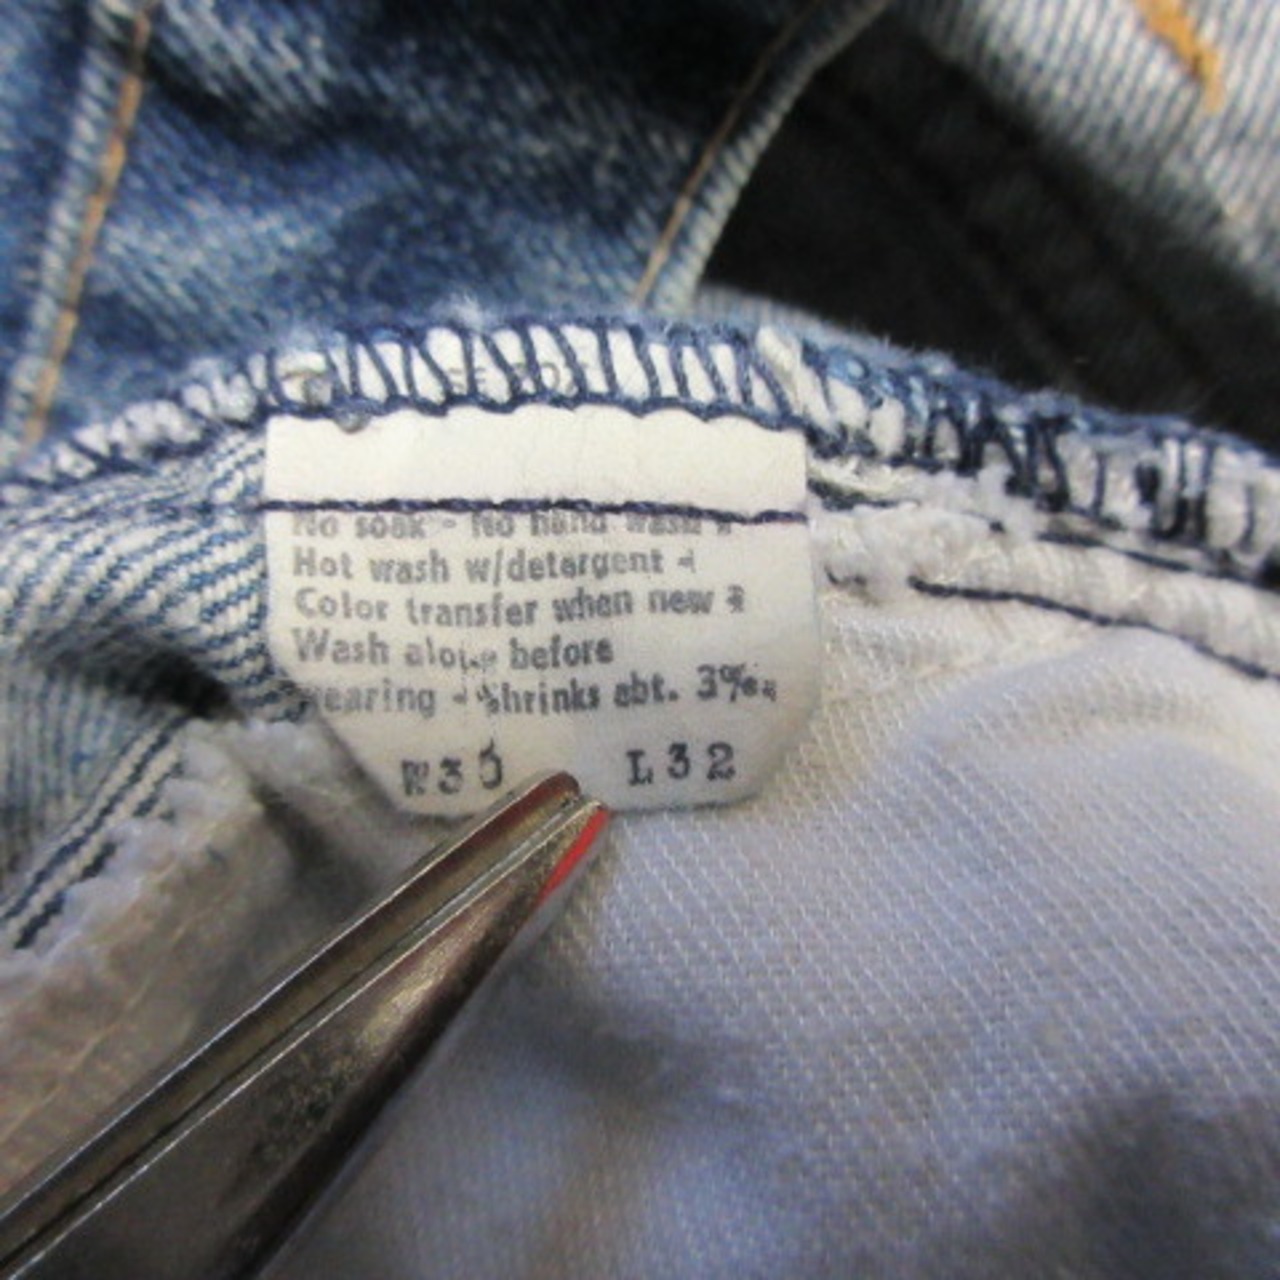 No soak - No hand wash
Hot wash w/detergent -
Color transfer when new
Wash alone before
wearing - Shrinks abt. 3%
W30 L32